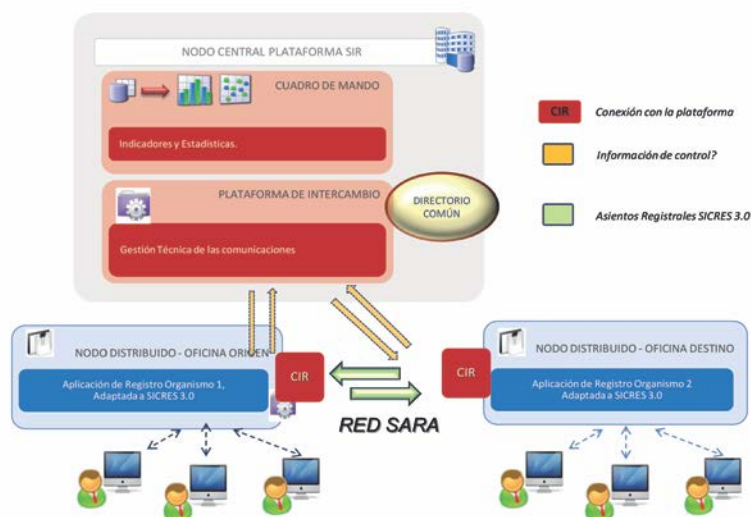 NODO CENTRAL PLATAFORMA SIR
CUADRO DE MANDO
Indicadores y Estadísticas.
PLATAFORMA DE INTERCAMBIO
DIRECTORIO
COMÚN
Gestión Técnica de las comunicaciones
CIR
Conexión con la plataforma
Información de control?
Asientos Registrales SICRES 3.0
NODO DISTRIBUIDO - OFICINA ORIGEN
Aplicación de Registro Organismo 1,
Adaptada a SICRES 3.0
CIR
RED SARA
NODO DISTRIBUIDO - OFICINA DESTINO
CIR
Aplicación de Registro Organismo 2
Adaptada a SICRES 3.0